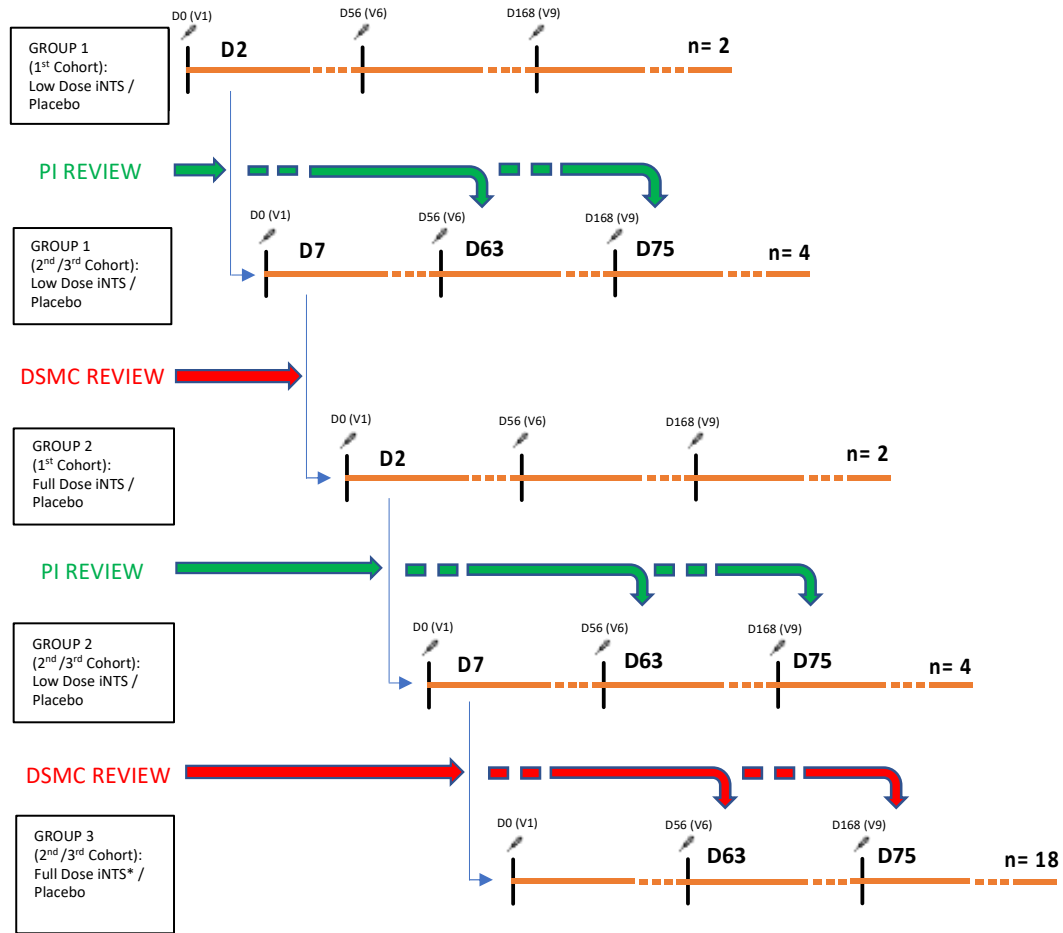 D0 (V1)
D56 (V6)
D168 (V9)
GROUP 1
(1st Cohort):
Low Dose iNTS /
Placebo
D2
n= 2
PI REVIEW
D0 (V1)
D56 (V6)
D168 (V9)
GROUP 1
(2nd/3rd Cohort):
Low Dose iNTS /
Placebo
D7
D63
D75
n= 4
DSMC REVIEW
D0 (V1)
D56 (V6)
D168 (V9)
GROUP 2
(1st Cohort):
Full Dose iNTS /
Placebo
D2
n= 2
PI REVIEW
D0 (V1)
D56 (V6)
D168 (V9)
GROUP 2
(2nd/3rd Cohort):
Low Dose iNTS /
Placebo
D7
D63
D75
n= 4
DSMC REVIEW
D0 (V1)
D56 (V6)
D168 (V9)
GROUP 3
(2nd/3rd Cohort):
Full Dose iNTS* /
Placebo
D63
D75
n= 18